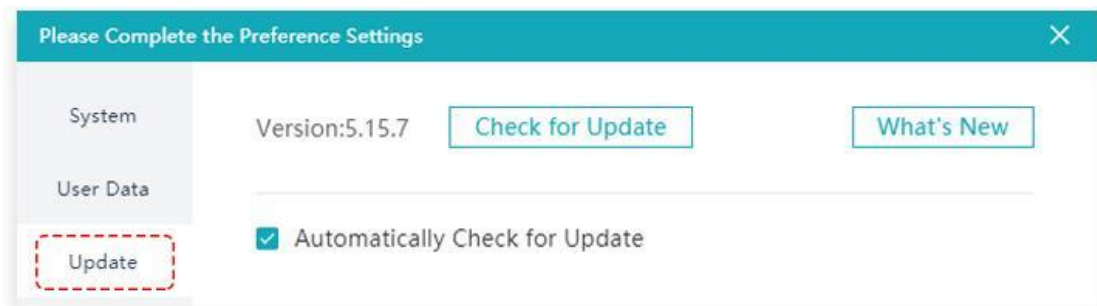 Please Complete the Preference Settings
System
Version:5.15.7 Check for Update What's New
User Data
Automatically Check for Update
Update